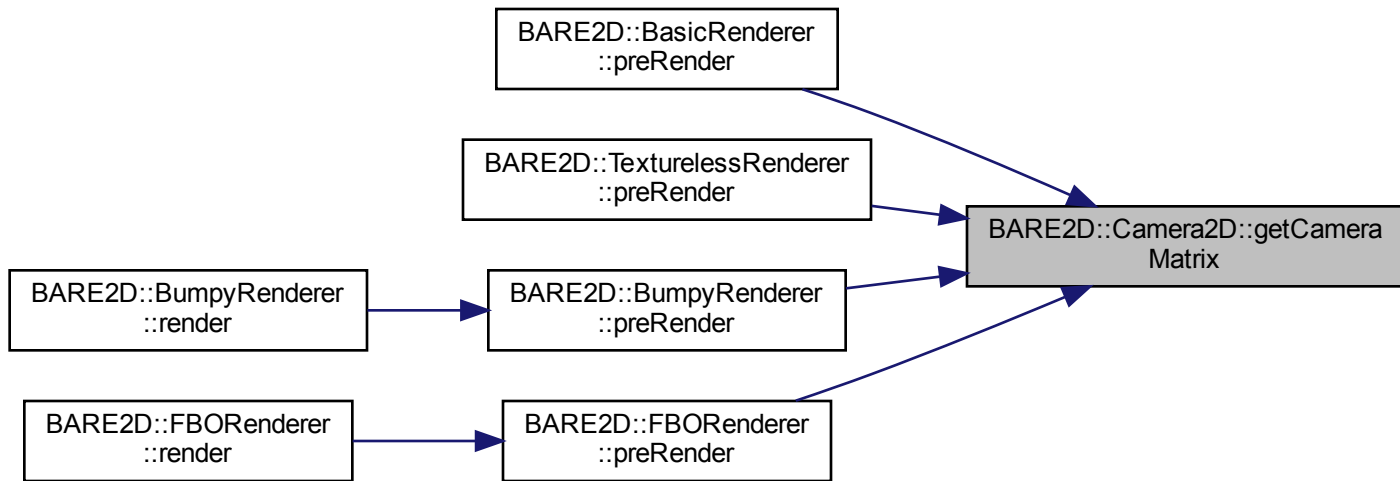 BARE2D::BasicRenderer
::preRender
BARE2D::TexturelessRenderer
::preRender
BARE2D::Camera2D::getCamera
Matrix
BARE2D::BumpyRenderer
::render
BARE2D::BumpyRenderer
::preRender
BARE2D::FBORenderer
::render
BARE2D::FBORenderer
::preRender